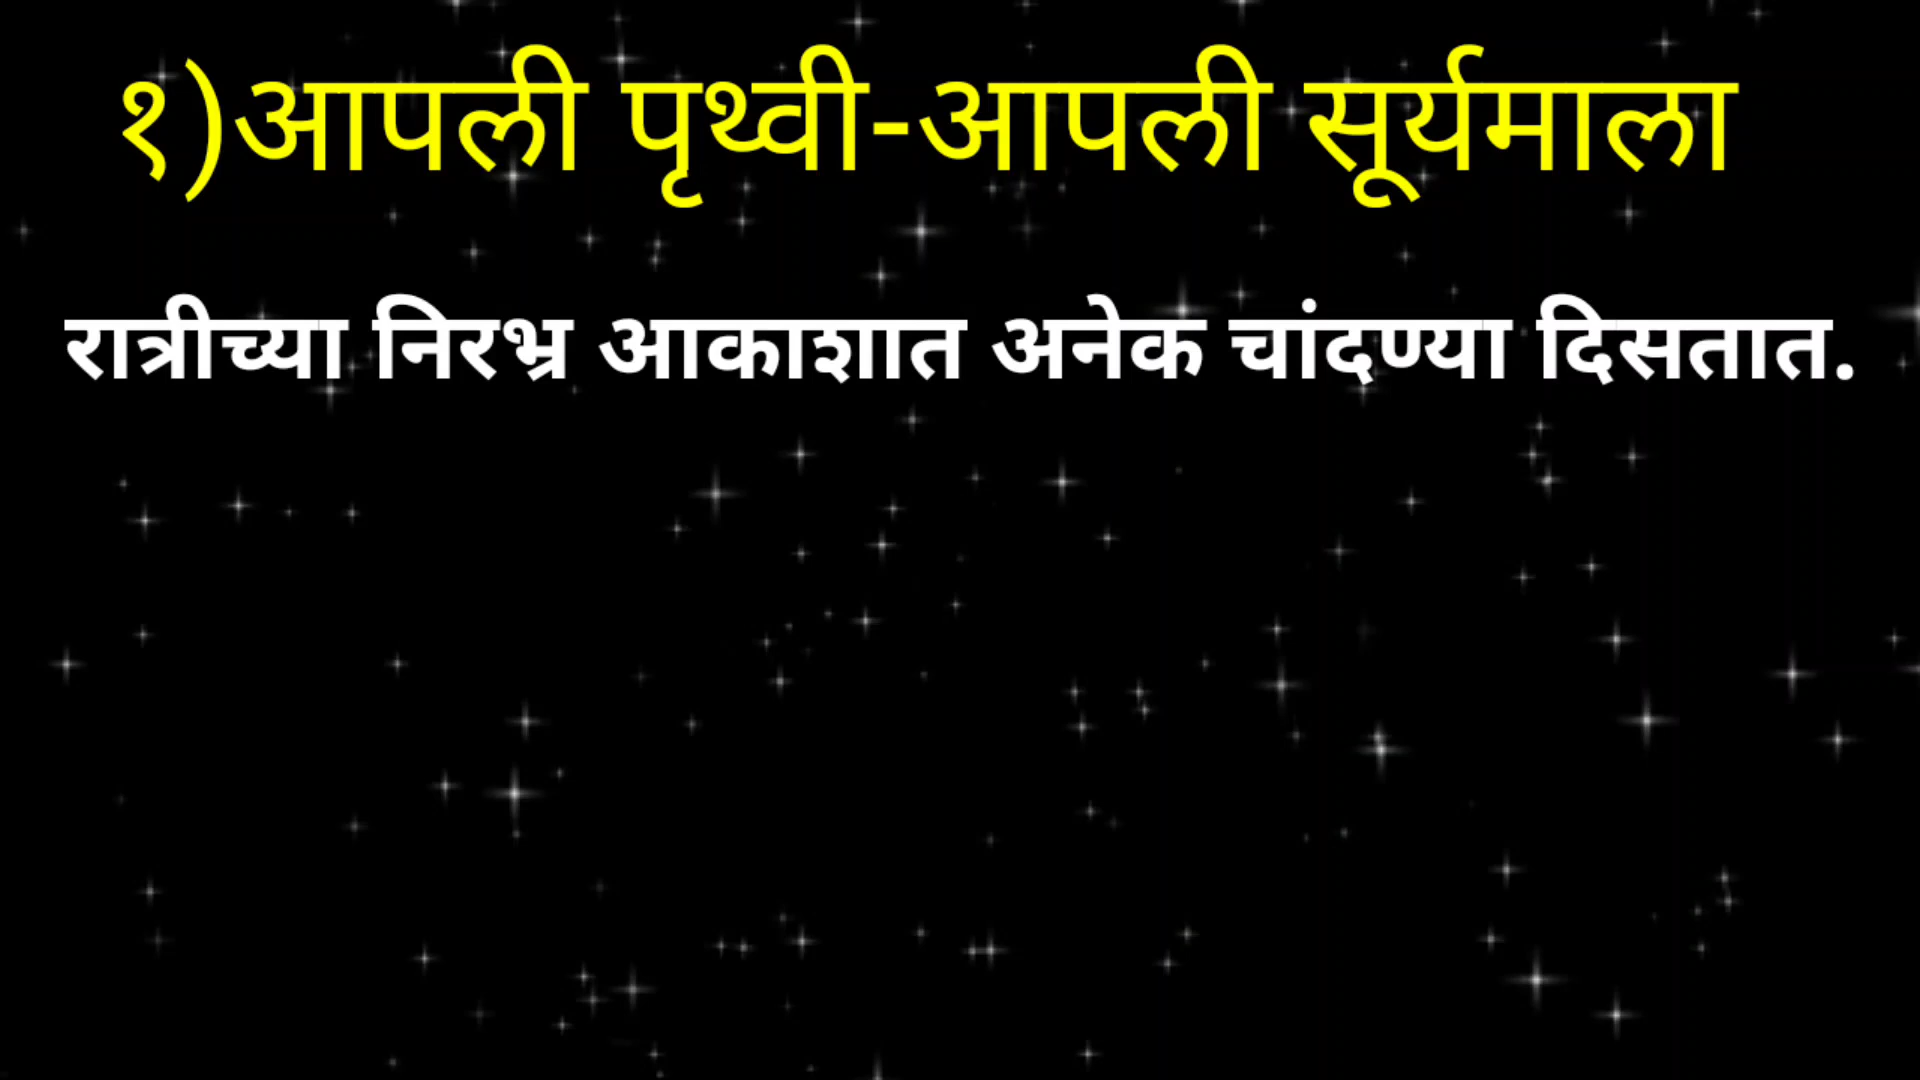 १)आपली पृथ्वी-आपली सूर्यमाला
रात्रीच्या निरभ्र आकाशात अनेक चांदण्या दिसतात.